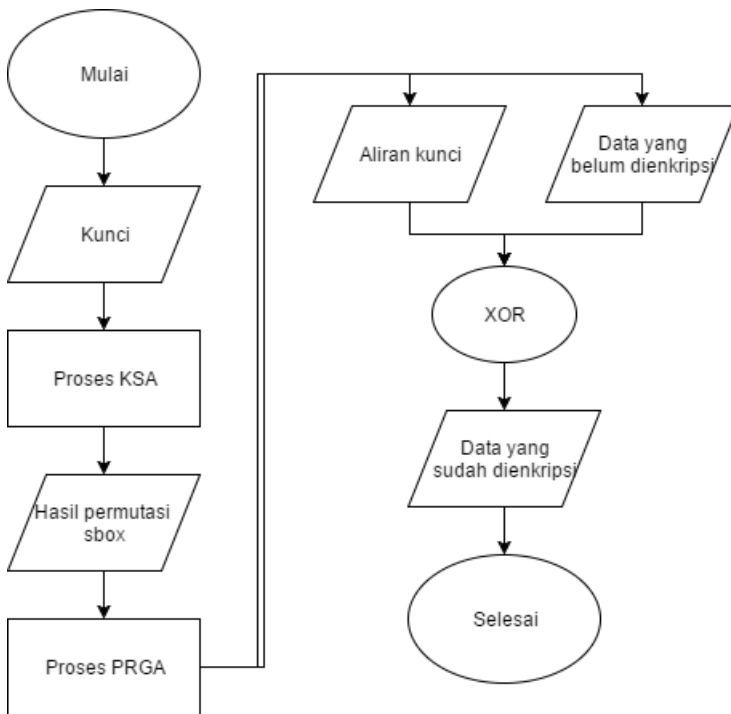 Mulai
Kunci
Proses KSA
Hasil permutasi
sbox
Proses PRGA
Aliran kunci
Data yang
belum dienkripsi
XOR
Data yang
sudah dienkripsi
Selesai